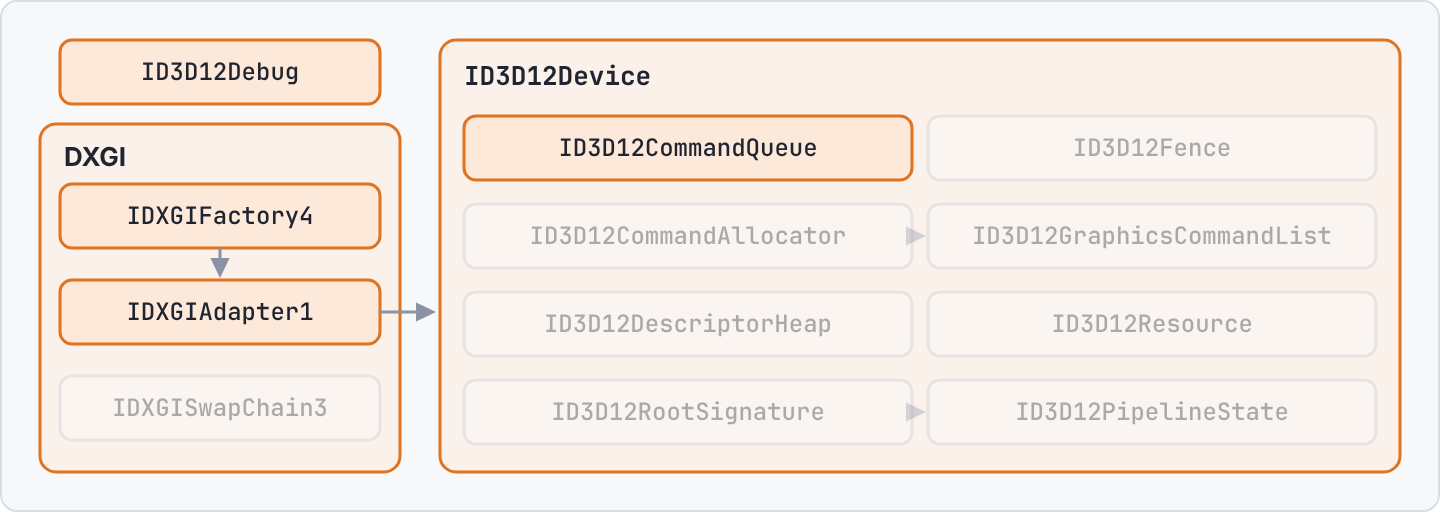 ID3D12Debug
DXGI
IDXGIFactory4
IDXGIAdapter1
IDXGISwapChain3
ID3D12Device
ID3D12CommandQueue
ID3D12Fence
ID3D12CommandAllocator
ID3D12GraphicsCommandList
ID3D12DescriptorHeap
ID3D12Resource
ID3D12RootSignature
ID3D12PipelineState